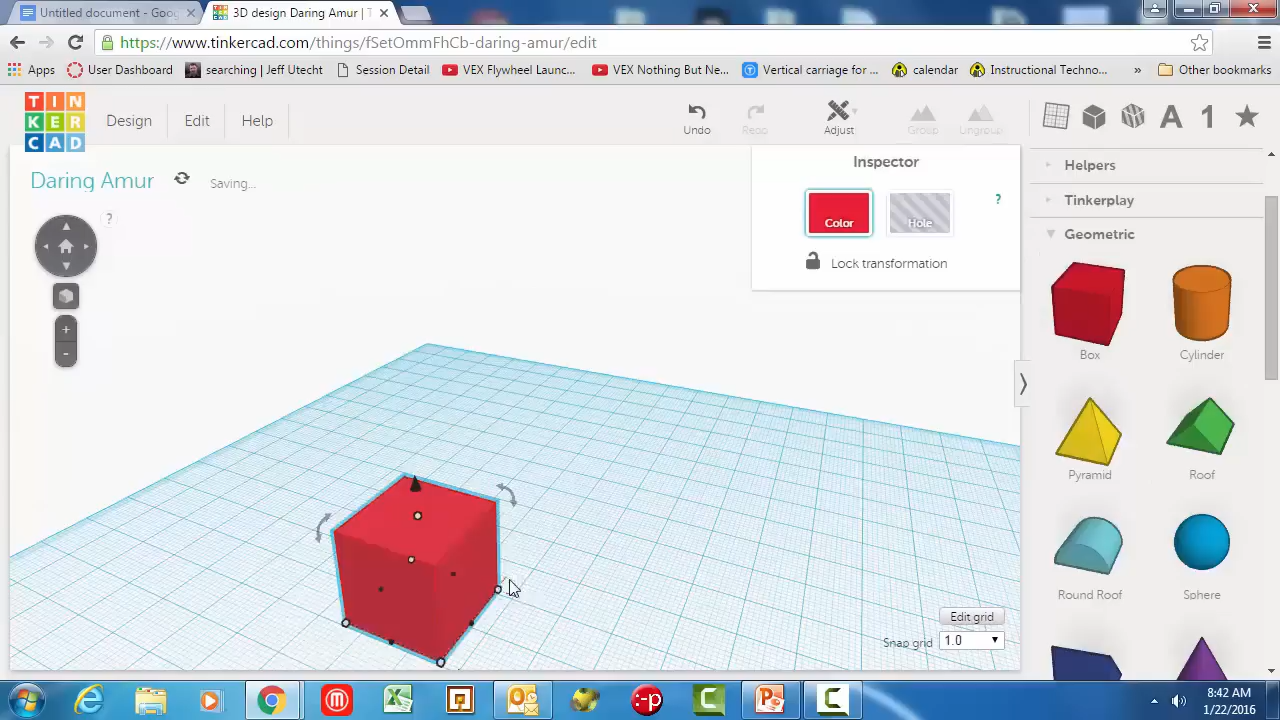 Untitled document - Goog
3D design Daring Amur | T
https://www.tinkercad.com/things/fSetOmmFhCb-daring-amur/edit
Apps
User Dashboard
searching | Jeff Utecht
Session Detail
VEX Flywheel Launc...
VEX Nothing But Ne...
Vertical carriage for ...
calendar
Instructional Techno...
»
Other bookmarks
TINKERCAD
Design
Edit
Help
Undo
Redo
Adjust
Group
Ungroup
A
1
Daring Amur
Saving...
?
Inspector
Color
Hole
?
Lock transformation
+
-
Helpers
Tinkerplay
Geometric
Box
Cylinder
Pyramid
Roof
Round Roof
Sphere
Edit grid
Snap grid
1.0
8:42 AM
1/22/2016